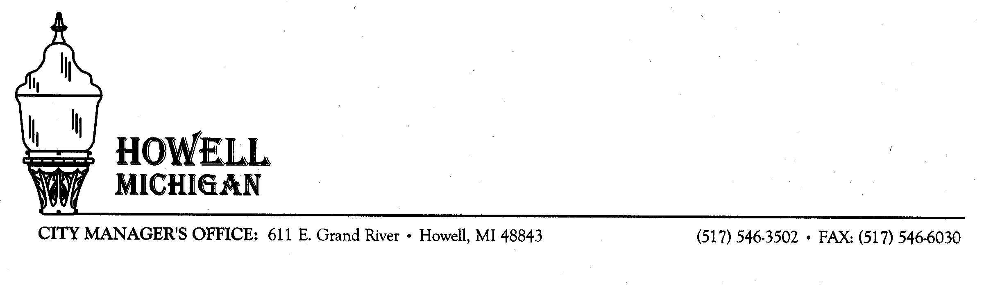 HOWELL
MICHIGAN
CITY MANAGER'S OFFICE: 611 E. Grand River • Howell, MI 48843 (517) 546-3502 • FAX: (517) 546-6030